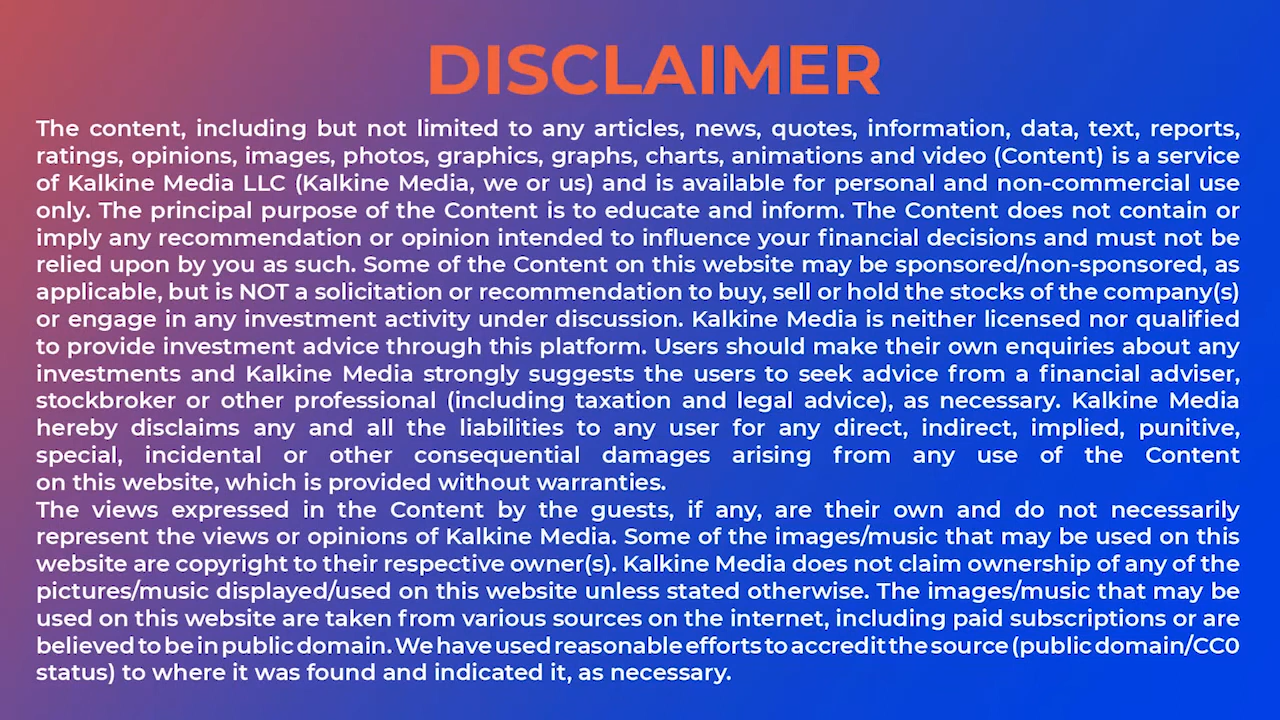 DISCLAIMER
The content, including but not limited to any articles, news, quotes, information, data, text, reports,
ratings, opinions, images, photos, graphics, graphs, charts, animations and video (Content) is a service
of Kalkine Media LLC (Kalkine Media, we or us) and is available for personal and non-commercial use
only. The principal purpose of the Content is to educate and inform. The Content does not contain or
imply any recommendation or opinion intended to influence your financial decisions and must not be
relied upon by you as such. Some of the Content on this website may be sponsored/non-sponsored, as
applicable, but is NOT a solicitation or recommendation to buy, sell or hold the stocks of the company(s)
or engage in any investment activity under discussion. Kalkine Media is neither licensed nor qualified
to provide investment advice through this platform. Users should make their own enquiries about any
investments and Kalkine Media strongly suggests the users to seek advice from a financial adviser,
stockbroker or other professional (including taxation and legal advice), as necessary. Kalkine Media
hereby disclaims any and all the liabilities to any user for any direct, indirect, implied, punitive,
special, incidental or other consequential damages arising from any use of the Content
on this website, which is provided without warranties.
The views expressed in the Content by the guests, if any, are their own and do not necessarily
represent the views or opinions of Kalkine Media. Some of the images/music that may be used on this
website are copyright to their respective owner(s). Kalkine Media does not claim ownership of any of the
pictures/music displayed/used on this website unless stated otherwise. The images/music that may be
used on this website are taken from various sources on the internet, including paid subscriptions or are
believed to be in public domain. We have used reasonable efforts to accredit the source (public domain/CC0
status) to where it was found and indicated it, as necessary.